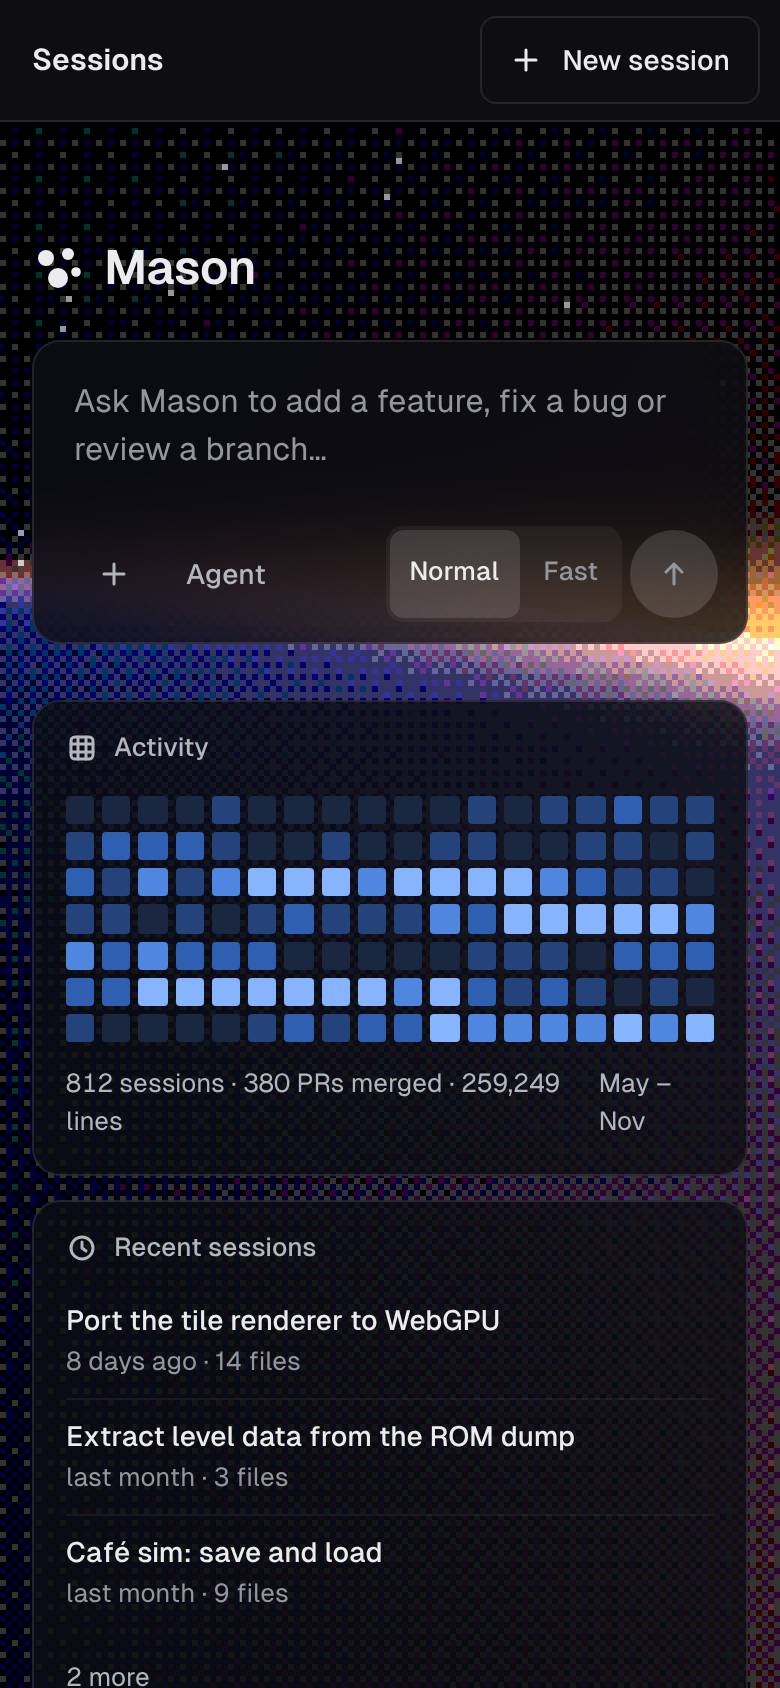 Sessions
New session
Mason
Ask Mason to add a feature, fix a bug or
review a branch...
Agent
Normal
Fast
Activity
812 sessions · 380 PRs merged · 259,249
lines
May –
Nov
Recent sessions
Port the tile renderer to WebGPU
8 days ago · 14 files
Extract level data from the ROM dump
last month · 3 files
Café sim: save and load
last month · 9 files
2 more